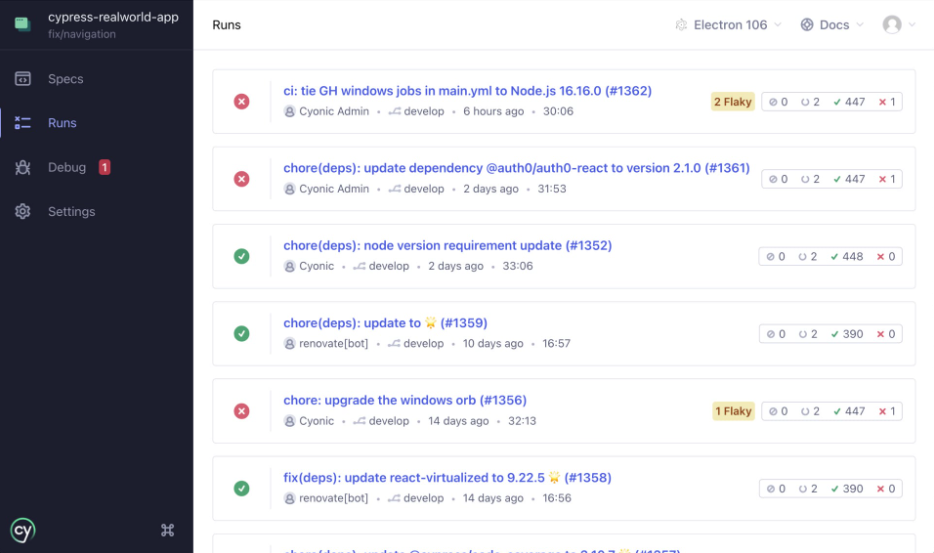 cypress-realworld-app
fix/navigation
Specs
Runs
Debug 1
Settings
cy
Runs
Electron 106
Docs
ci: tie GH windows jobs in main.yml to Node.js 16.16.0 (#1362)
Cyonic Admin • develop • 6 hours ago • 30:06
2 Flaky 0 2 447 1
chore(deps): update dependency @auth0/auth0-react to version 2.1.0 (#1361)
Cyonic Admin • develop • 2 days ago • 31:53
0 2 447 1
chore(deps): node version requirement update (#1352)
Cyonic • develop • 2 days ago • 33:06
0 2 448 0
chore(deps): update to (#1359)
renovate[bot] • develop • 10 days ago • 16:57
0 2 390 0
chore: upgrade the windows orb (#1356)
Cyonic • develop • 14 days ago • 32:13
1 Flaky 0 2 447 1
fix(deps): update react-virtualized to 9.22.5 (#1358)
renovate[bot] • develop • 14 days ago • 16:56
0 2 390 0